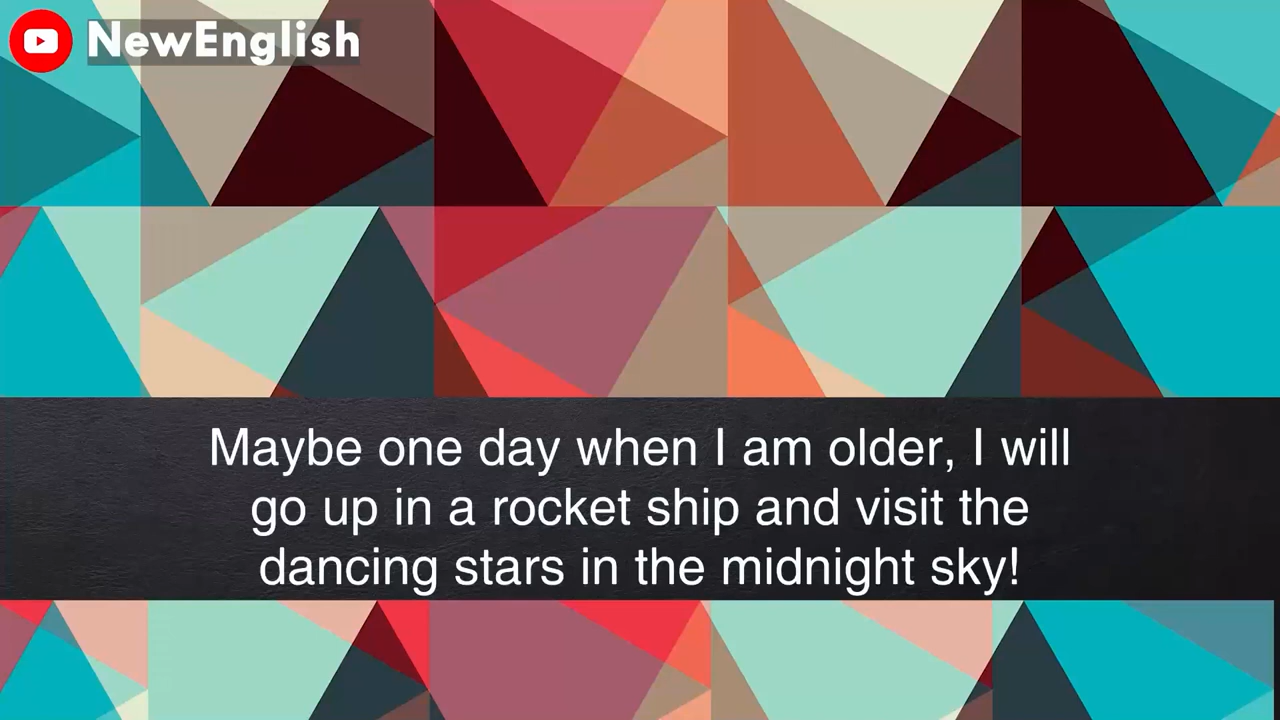 NewEnglish
Maybe one day when I am older, I will
go up in a rocket ship and visit the
dancing stars in the midnight sky!